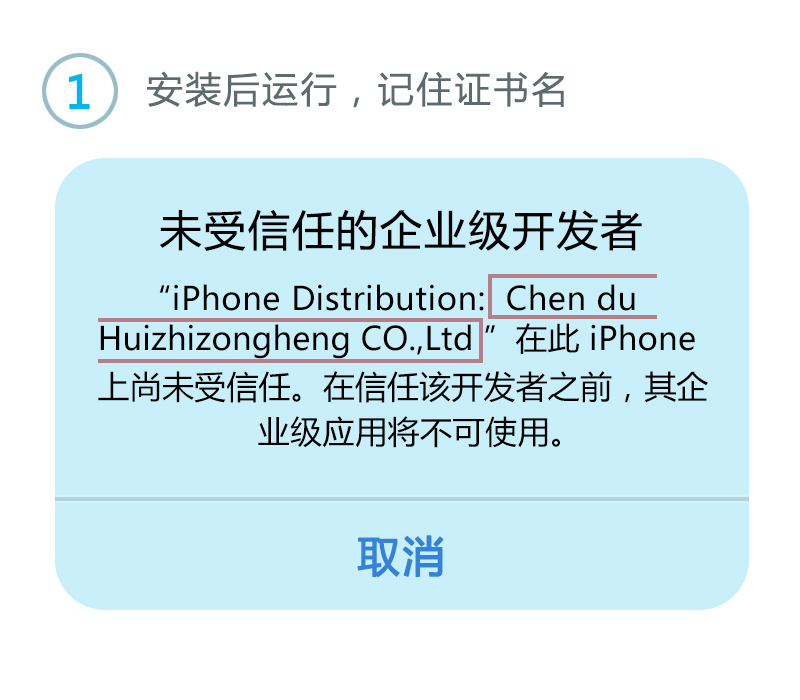 1 安装后运行，记住证书名
未受信任的企业级开发者
“iPhone Distribution: Chen du
Huizhizongheng CO.,Ltd ” 在此 iPhone
上尚未受信任。在信任该开发者之前，其企
业级应用将不可使用。
取消